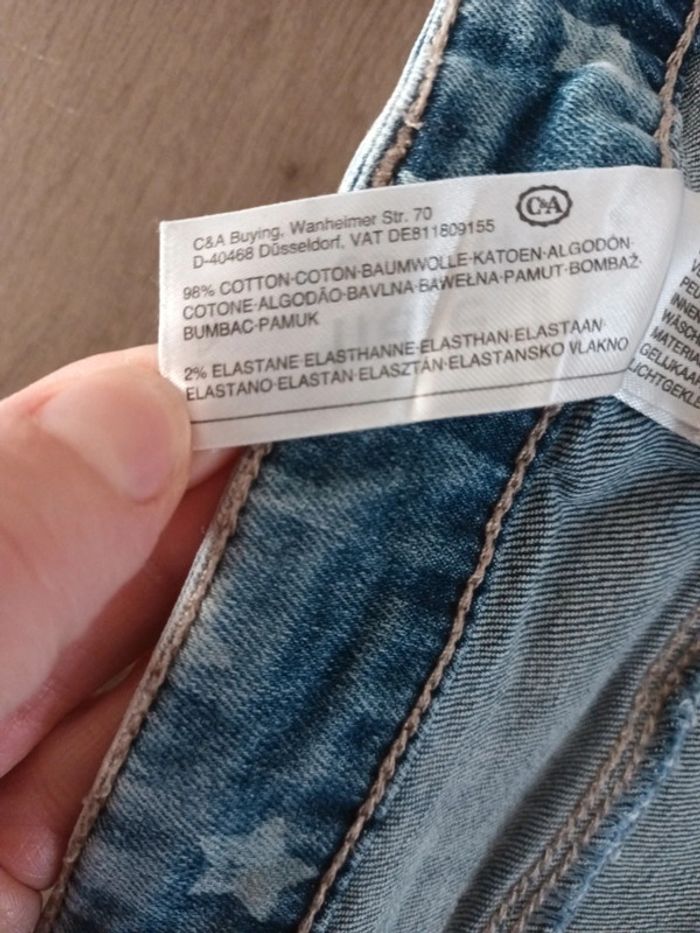 C&A
C&A Buying, Wanheimer Str. 70
D-40468 Düsseldorf, VAT DE811809155
98% COTTON·COTON·BAUMWOLLE·KATOEN·ALGODÓN·
COTONE·ALGODÃO·BAVLNA·BAWEŁNA·PAMUT·BOMBAŽ·
BUMBAC·PAMUK
2% ELASTANE·ELASTHANNE·ELASTHAN·ELASTAAN·
ELASTANO·ELASTAN·ELASZTÁN·ELASTANSKO VLAKNO